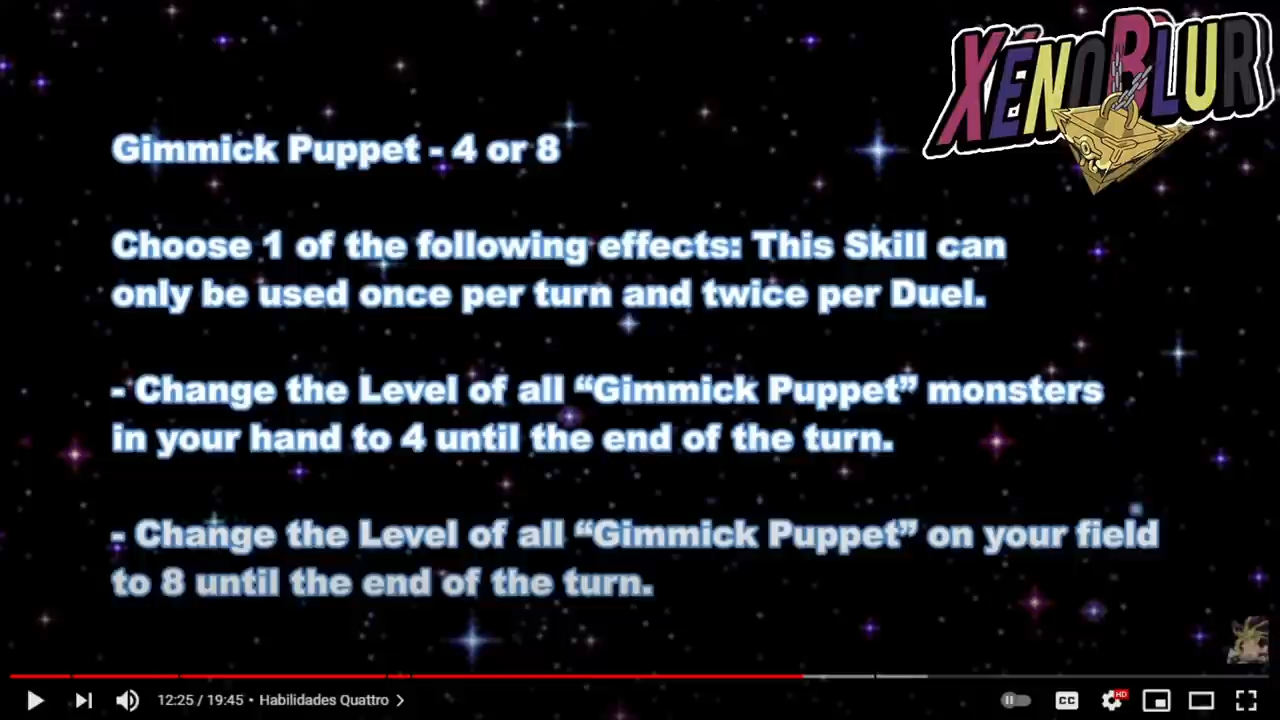 XENOBLUR
Gimmick Puppet - 4 or 8
Choose 1 of the following effects: This Skill can
only be used once per turn and twice per Duel.
- Change the Level of all “Gimmick Puppet” monsters
in your hand to 4 until the end of the turn.
- Change the Level of all “Gimmick Puppet” on your field
to 8 until the end of the turn.
12:25 / 19:45 • Habilidades Quattro >
CC
HD